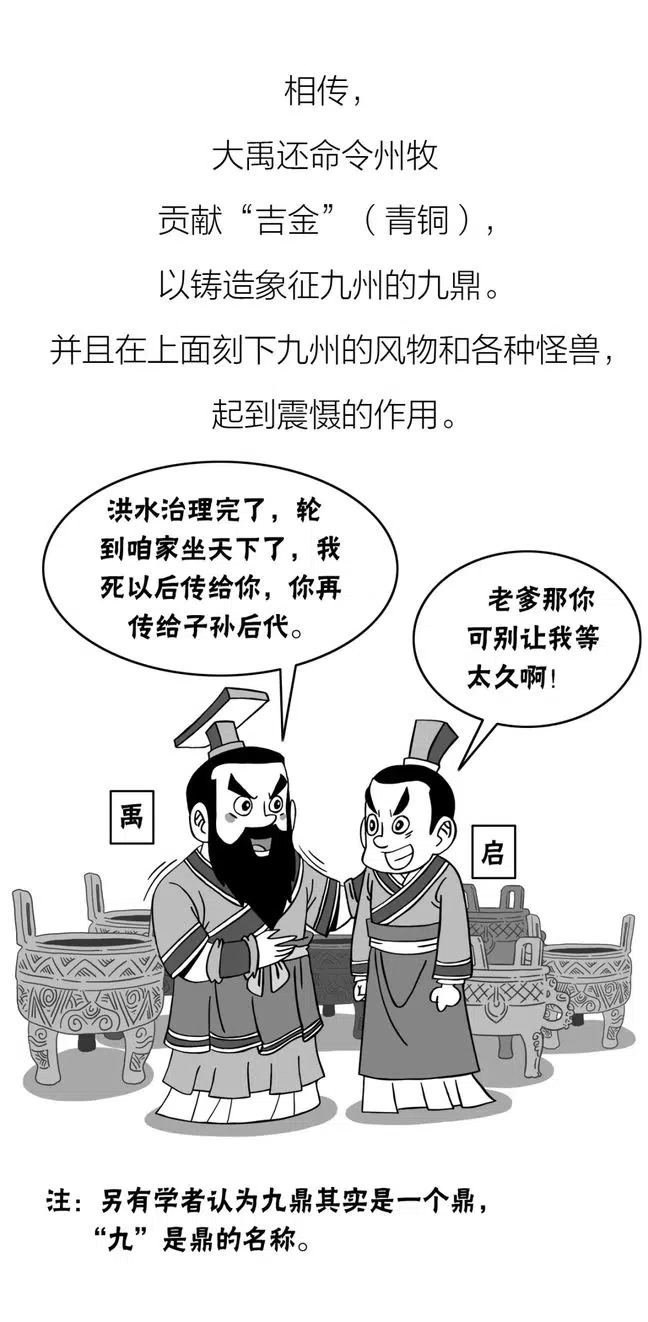 相传，
大禹还命令州牧
贡献“吉金”（青铜），
以铸造象征九州的九鼎。
并且在上面刻下九州的风物和各种怪兽，
起到震慑的作用。
洪水治理完了，轮
到咱家坐天下了，我
死以后传给你，你再
传给子孙后代。
老爹那你
可别让我等
太久啊！
禹
启
注：另有学者认为九鼎其实是一个鼎，
“九”是鼎的名称。